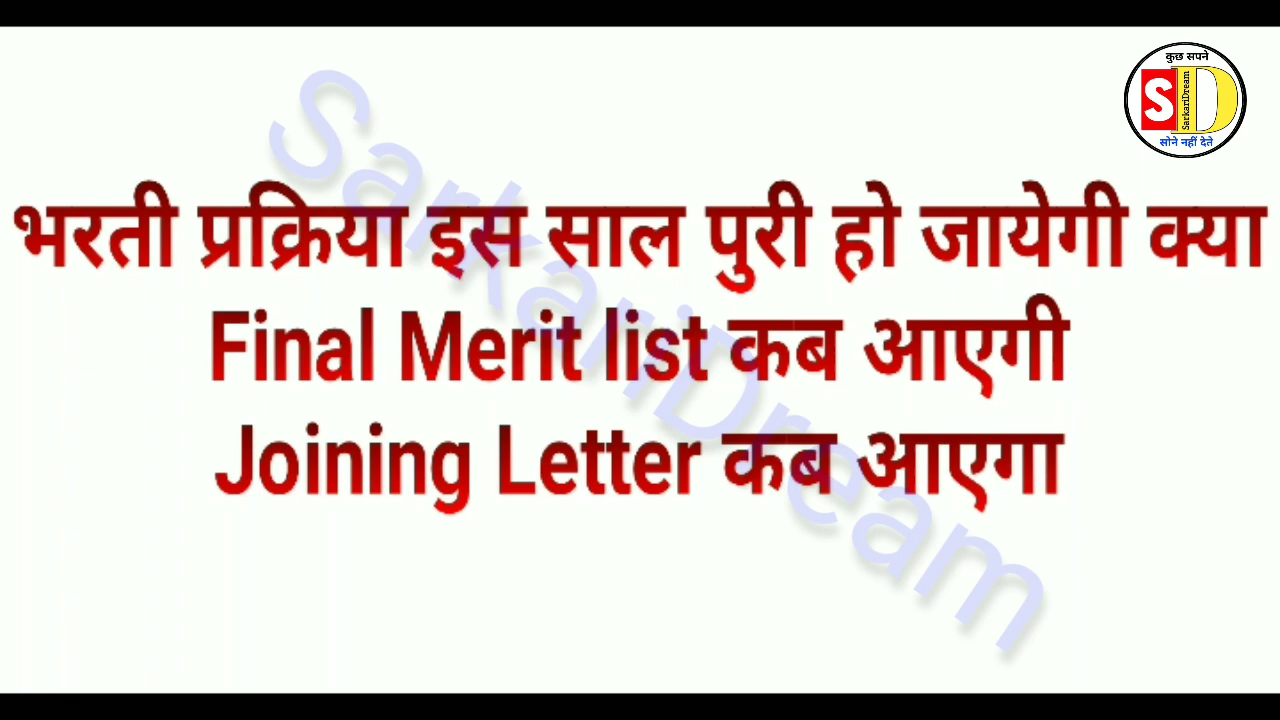 कुछ सपने
SD
SarkariDream
सोने नहीं देते
भरती प्रक्रिया इस साल पुरी हो जायेगी क्या
Final Merit list कब आएगी
Joining Letter कब आएगा
SarkariDream